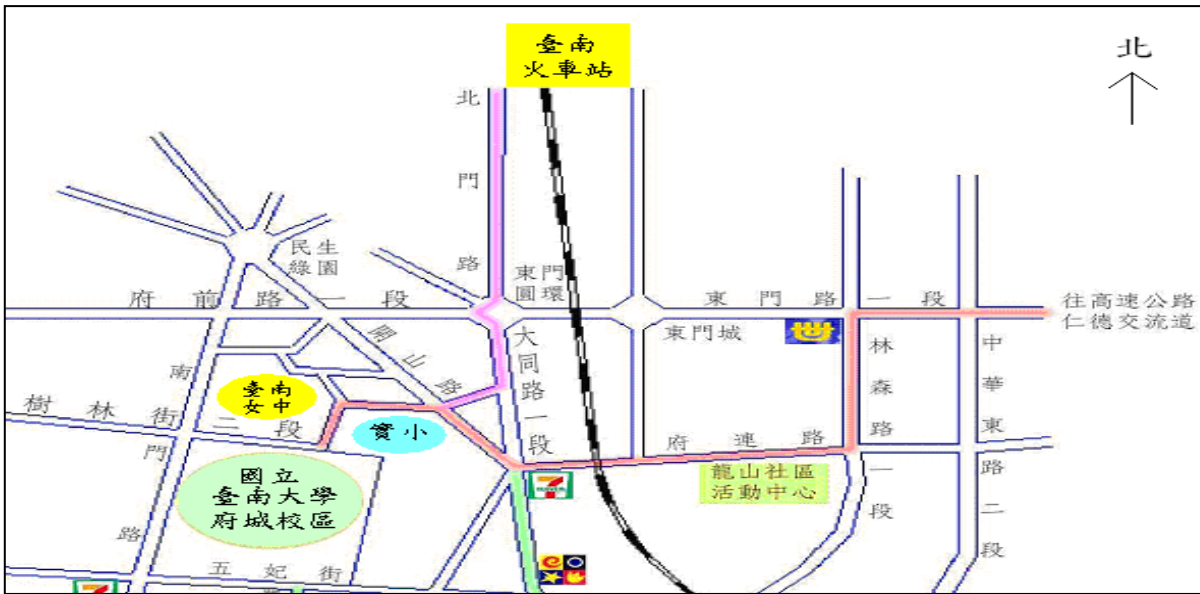 臺南
火車站
北
北門路
民生
綠園
東門
圓環
府前路一段
東門路一段
往高速公路
仁德交流道
東門城
開山路
大同路一段
林森路一段
中華東路二段
南門路
臺南
女中
樹林街二段
實小
府連路
國立
臺南大學
府城校區
龍山社區
活動中心
五妃街